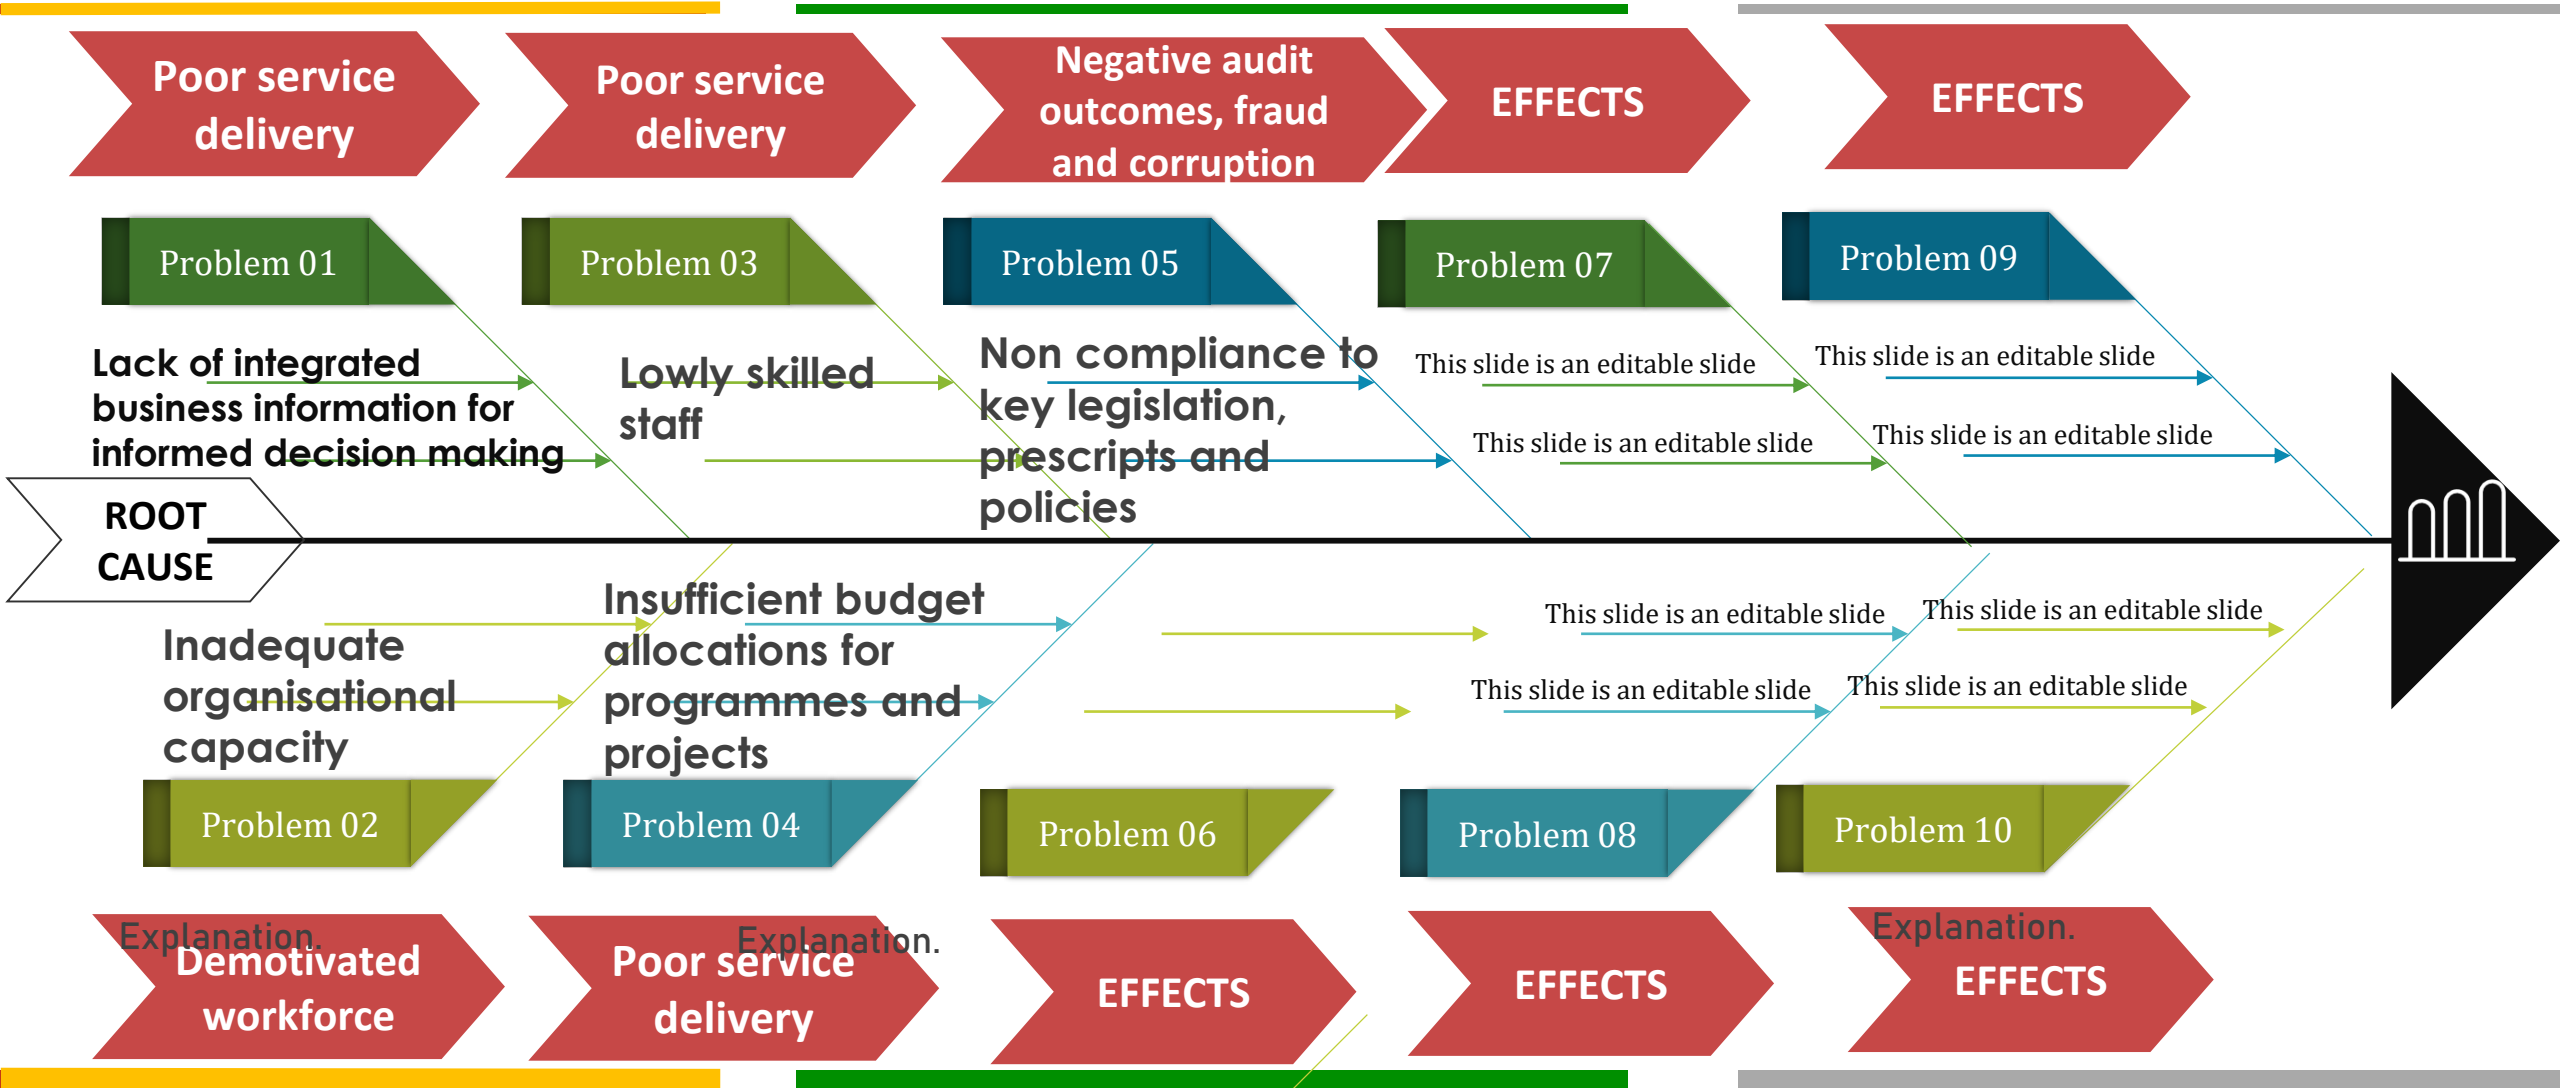 Poor service
delivery
Poor service
delivery
Negative audit
outcomes, fraud
and corruption
EFFECTS
EFFECTS
Problem 01
Problem 03
Problem 05
Problem 07
Problem 09
Lack of integrated
business information for
informed decision making
Lowly skilled
staff
Non compliance to
key legislation,
prescripts and
policies
This slide is an editable slide
This slide is an editable slide
This slide is an editable slide
This slide is an editable slide
ROOT
CAUSE
Inadequate
organisational
capacity
Insufficient budget
allocations for
programmes and
projects
This slide is an editable slide
This slide is an editable slide
This slide is an editable slide
This slide is an editable slide
Problem 02
Problem 04
Problem 06
Problem 08
Problem 10
Explanation.
Demotivated
workforce
Explanation.
Poor service
delivery
EFFECTS
EFFECTS
Explanation.
EFFECTS